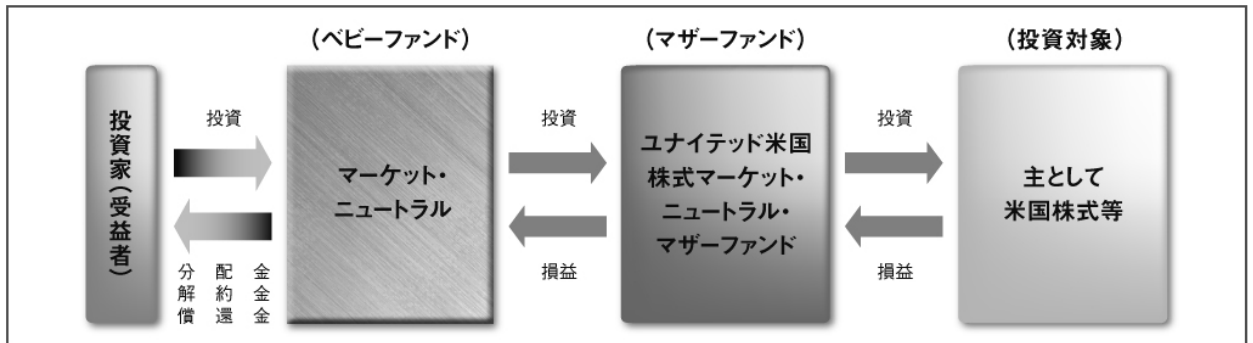 (ベビーファンド)
(マザーファンド)
(投資対象)
投資家(受益者)
投資
分配金
解約金
償還金
マーケット・
ニュートラル
投資
損益
ユナイテッド米国
株式マーケット・
ニュートラル・
マザーファンド
投資
損益
主として
米国株式等